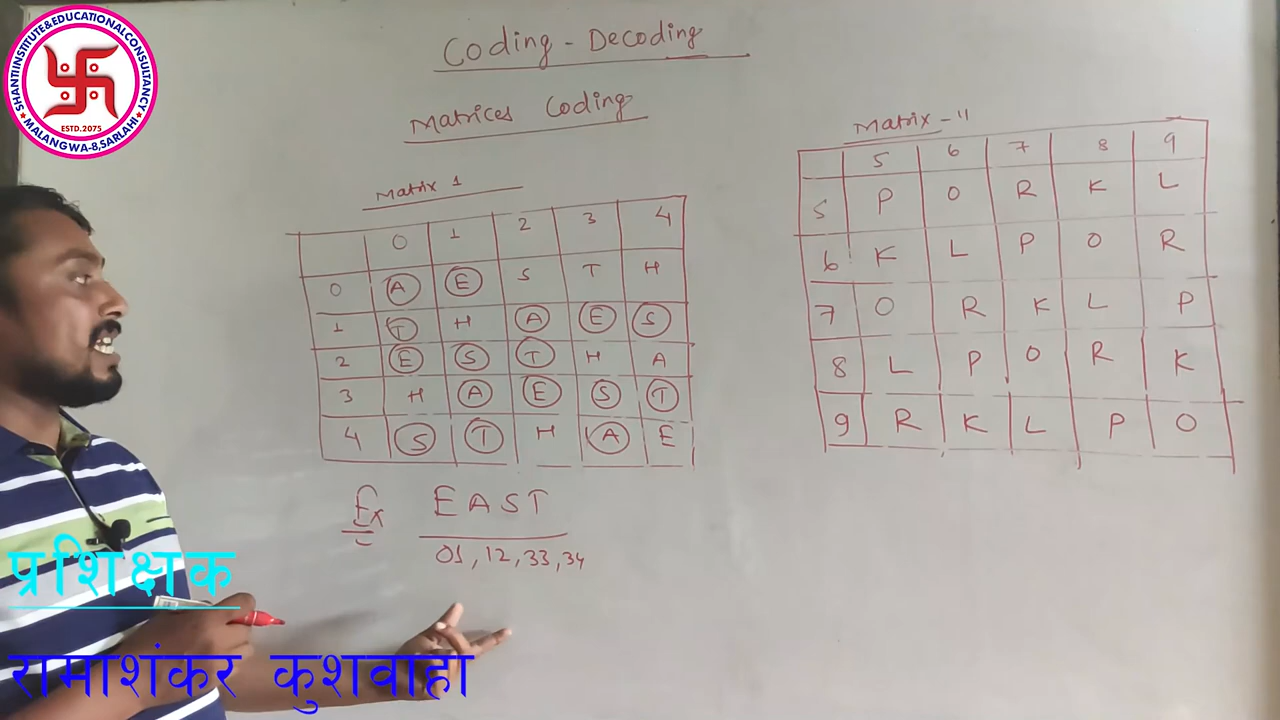 SHANTI INSTITUTE & EDUCATIONAL CONSULTANCY
ESTD. 2075
★ MALANGWA-8, SARLAHI ★
Coding - Decoding
Matrices Coding
Matrix 1
0 1 2 3 4
0 A E S T H
1 T H A E S
2 E S T H A
3 H A E S T
4 S T H A E
Matrix - 11
5 6 7 8 9
5 P O R K L
6 K L P O R
7 O R K L P
8 L P O R K
9 R K L P O
Ex EAST
01, 12, 33, 34
प्रशिक्षक
रामाशंकर कुशवाहा